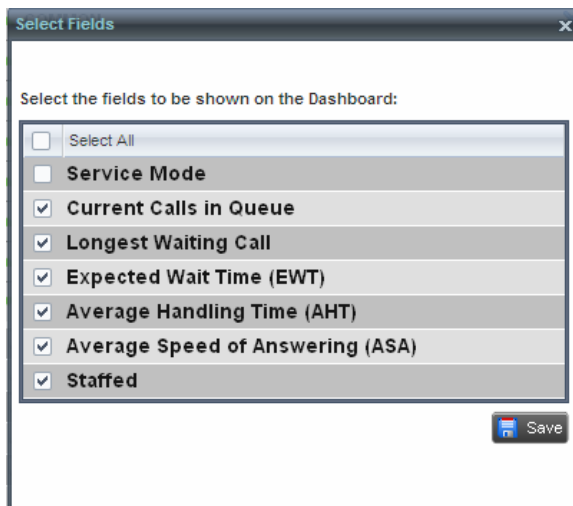 Select Fields
x
Select the fields to be shown on the Dashboard:
Select All
Service Mode
Current Calls in Queue
Longest Waiting Call
Expected Wait Time (EWT)
Average Handling Time (AHT)
Average Speed of Answering (ASA)
Staffed
Save